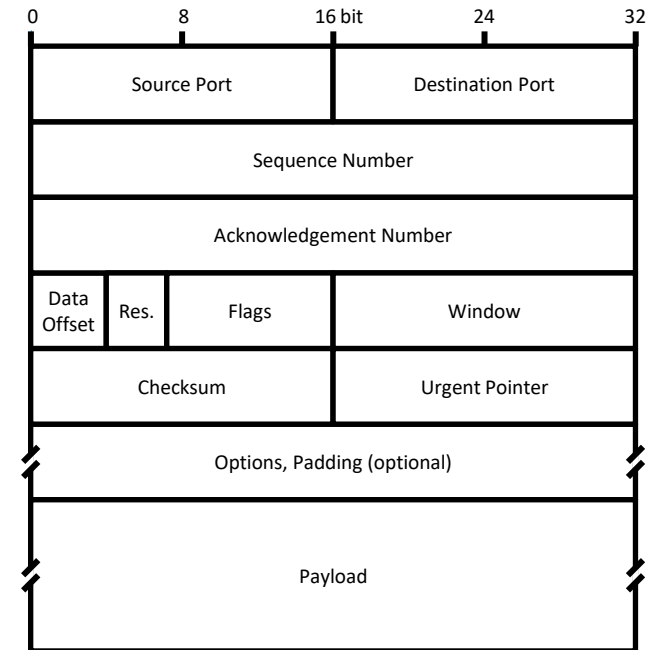 0 8 16 bit 24 32
Source Port Destination Port
Sequence Number
Acknowledgement Number
Data
Offset
Res.
Flags
Window
Checksum Urgent Pointer
Options, Padding (optional)
Payload